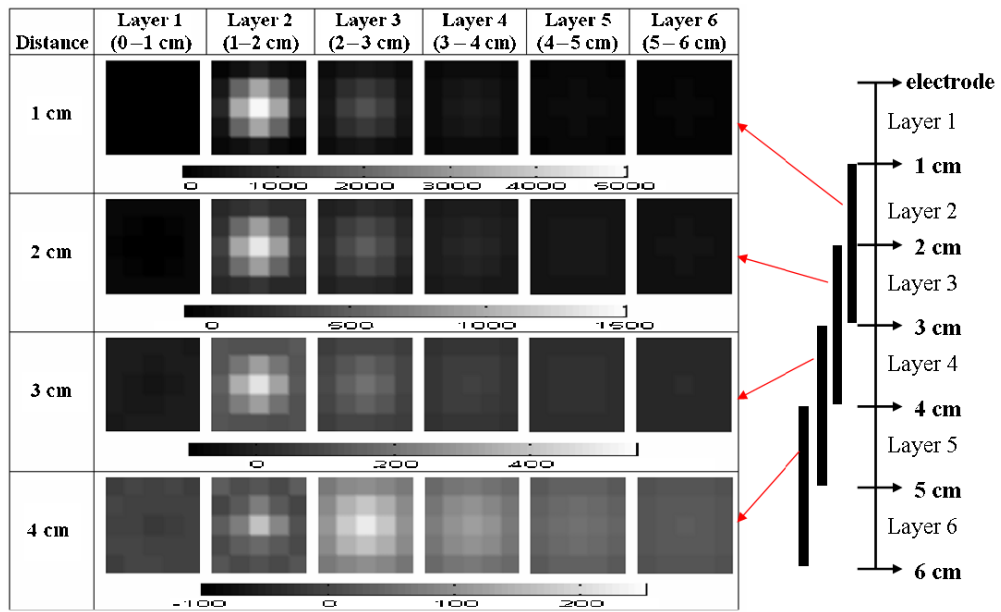 Distance
Layer 1
(0–1 cm)
Layer 2
(1–2 cm)
Layer 3
(2–3 cm)
Layer 4
(3–4 cm)
Layer 5
(4–5 cm)
Layer 6
(5–6 cm)
1 cm
0 1000 2000 3000 4000 5000
2 cm
0 500 1000 1500
3 cm
0 200 400
4 cm
-100 0 100 200
electrode
Layer 1
1 cm
Layer 2
2 cm
Layer 3
3 cm
Layer 4
4 cm
Layer 5
5 cm
Layer 6
6 cm